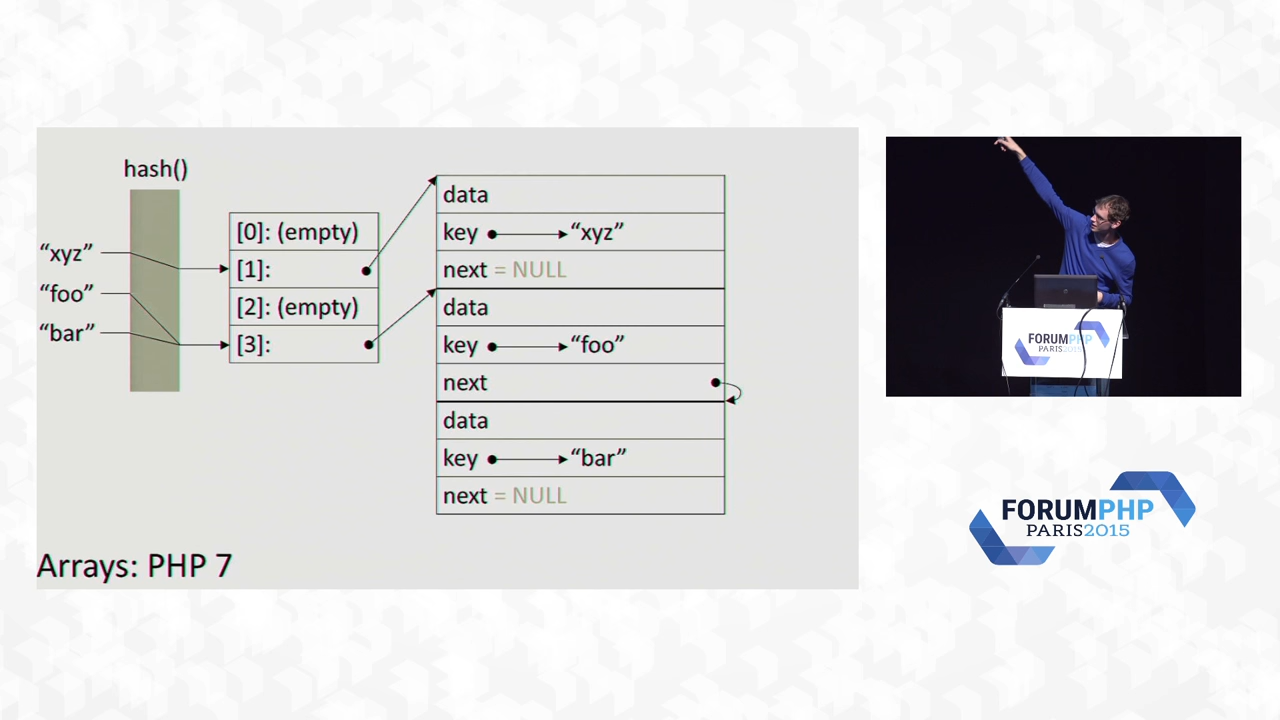 hash()
“xyz”
“foo”
“bar”
[0]: (empty)
[1]:
[2]: (empty)
[3]:
data
key “xyz”
next = NULL
data
key “foo”
next
data
key “bar”
next = NULL
Arrays: PHP 7
FORUMPHP
PARIS2015
FORUMPHP
PARIS2015